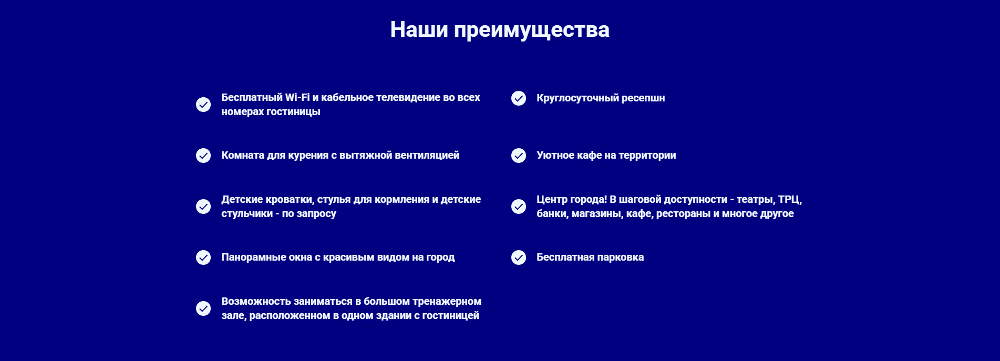 Наши преимущества
Бесплатный Wi-Fi и кабельное телевидение во всех
номерах гостиницы
Круглосуточный ресепшн
Комната для курения с вытяжной вентиляцией
Уютное кафе на территории
Детские кроватки, стулья для кормления и детские
стульчики - по запросу
Центр города! В шаговой доступности - театры, ТРЦ,
банки, магазины, кафе, рестораны и многое другое
Панорамные окна с красивым видом на город
Бесплатная парковка
Возможность заниматься в большом тренажерном
зале, расположенном в одном здании с гостиницей